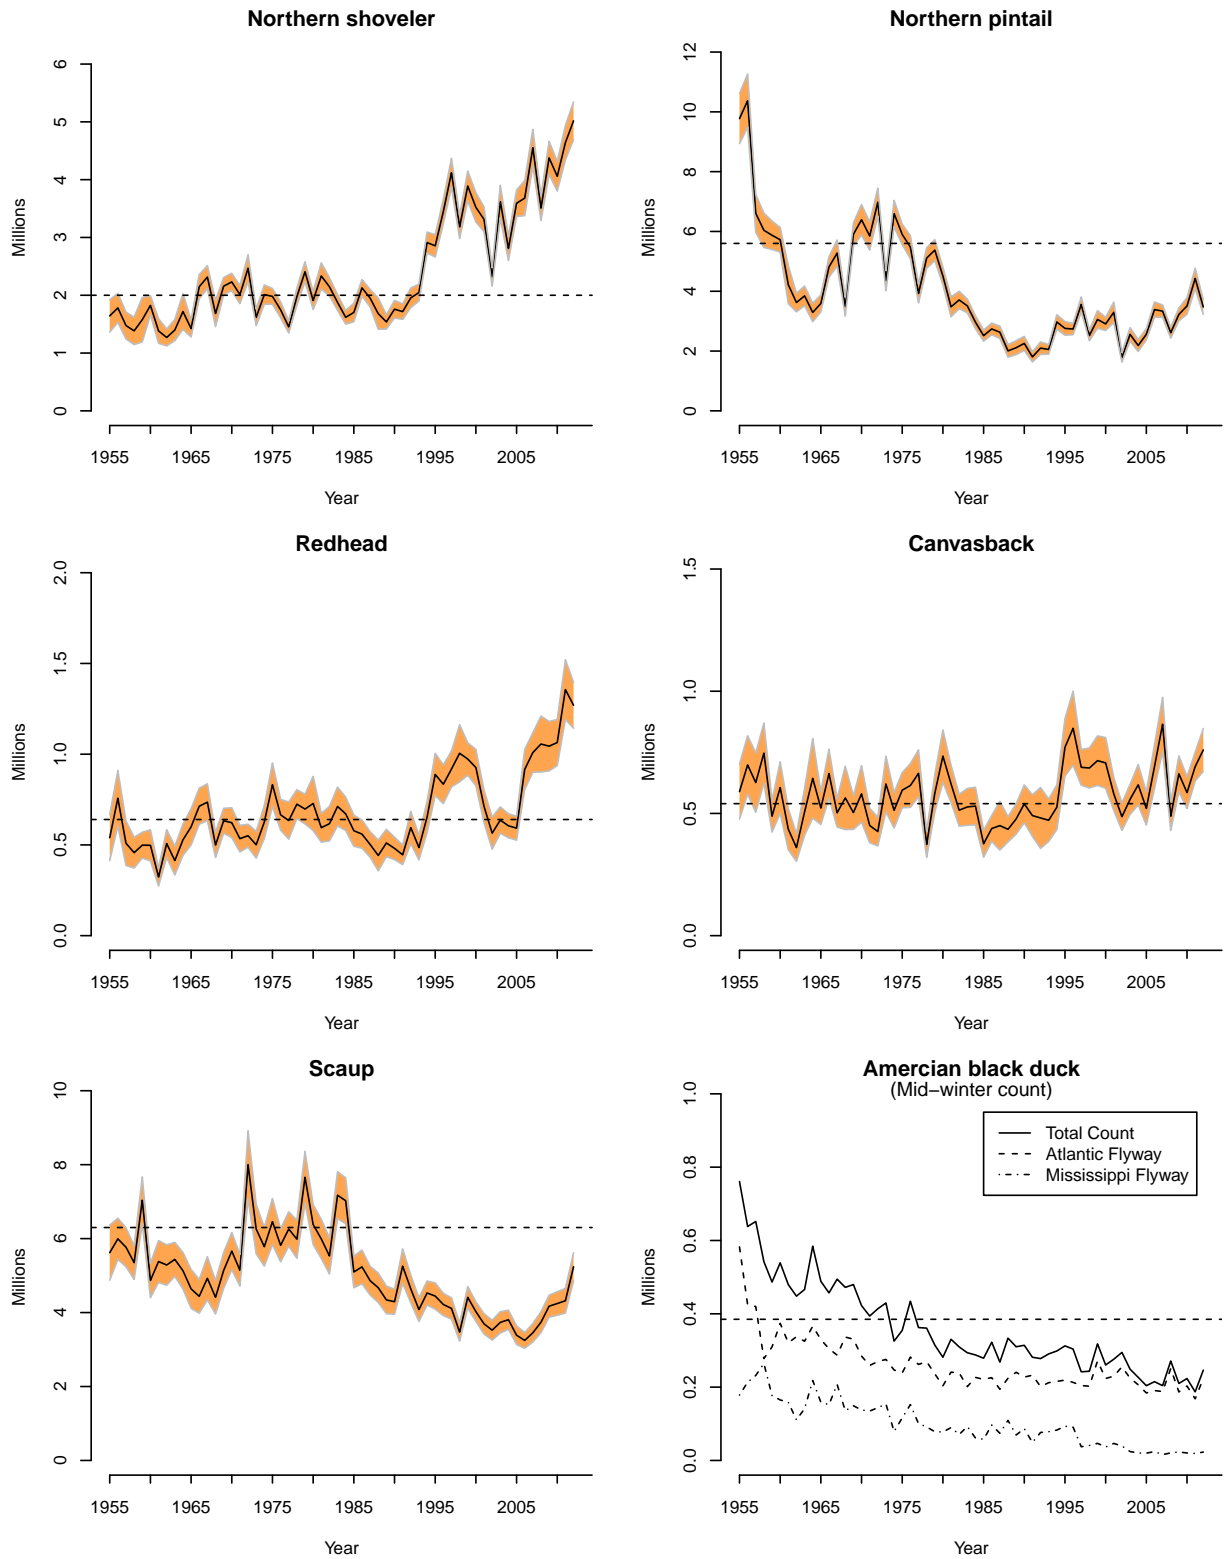 Northern shoveler
Millions
0 1 2 3 4 5 6
1955 1965 1975 1985 1995 2005
Year
Northern pintail
Millions
0 2 4 6 8 10 12
1955 1965 1975 1985 1995 2005
Year
Redhead
Millions
0.0 0.5 1.0 1.5 2.0
1955 1965 1975 1985 1995 2005
Year
Canvasback
Millions
0.0 0.5 1.0 1.5
1955 1965 1975 1985 1995 2005
Year
Scaup
Millions
0 2 4 6 8 10
1955 1965 1975 1985 1995 2005
Year
Amercian black duck
(Mid−winter count)
Total Count
Atlantic Flyway
Mississippi Flyway
Millions
0.0 0.2 0.4 0.6 0.8 1.0
1955 1965 1975 1985 1995 2005
Year